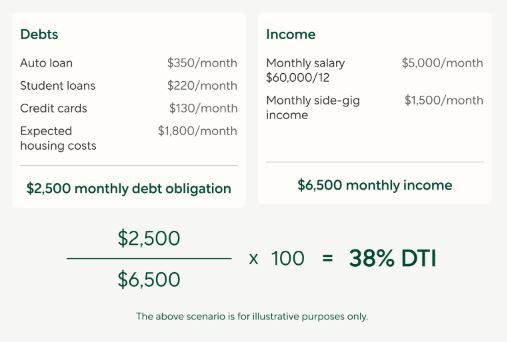 Debts
Auto loan $350/month
Student loans $220/month
Credit cards $130/month
Expected
housing costs $1,800/month
$2,500 monthly debt obligation
Income
Monthly salary $5,000/month
$60,000/12
Monthly side-gig $1,500/month
income
$6,500 monthly income
$2,500
$6,500
x 100 = 38% DTI
The above scenario is for illustrative purposes only.